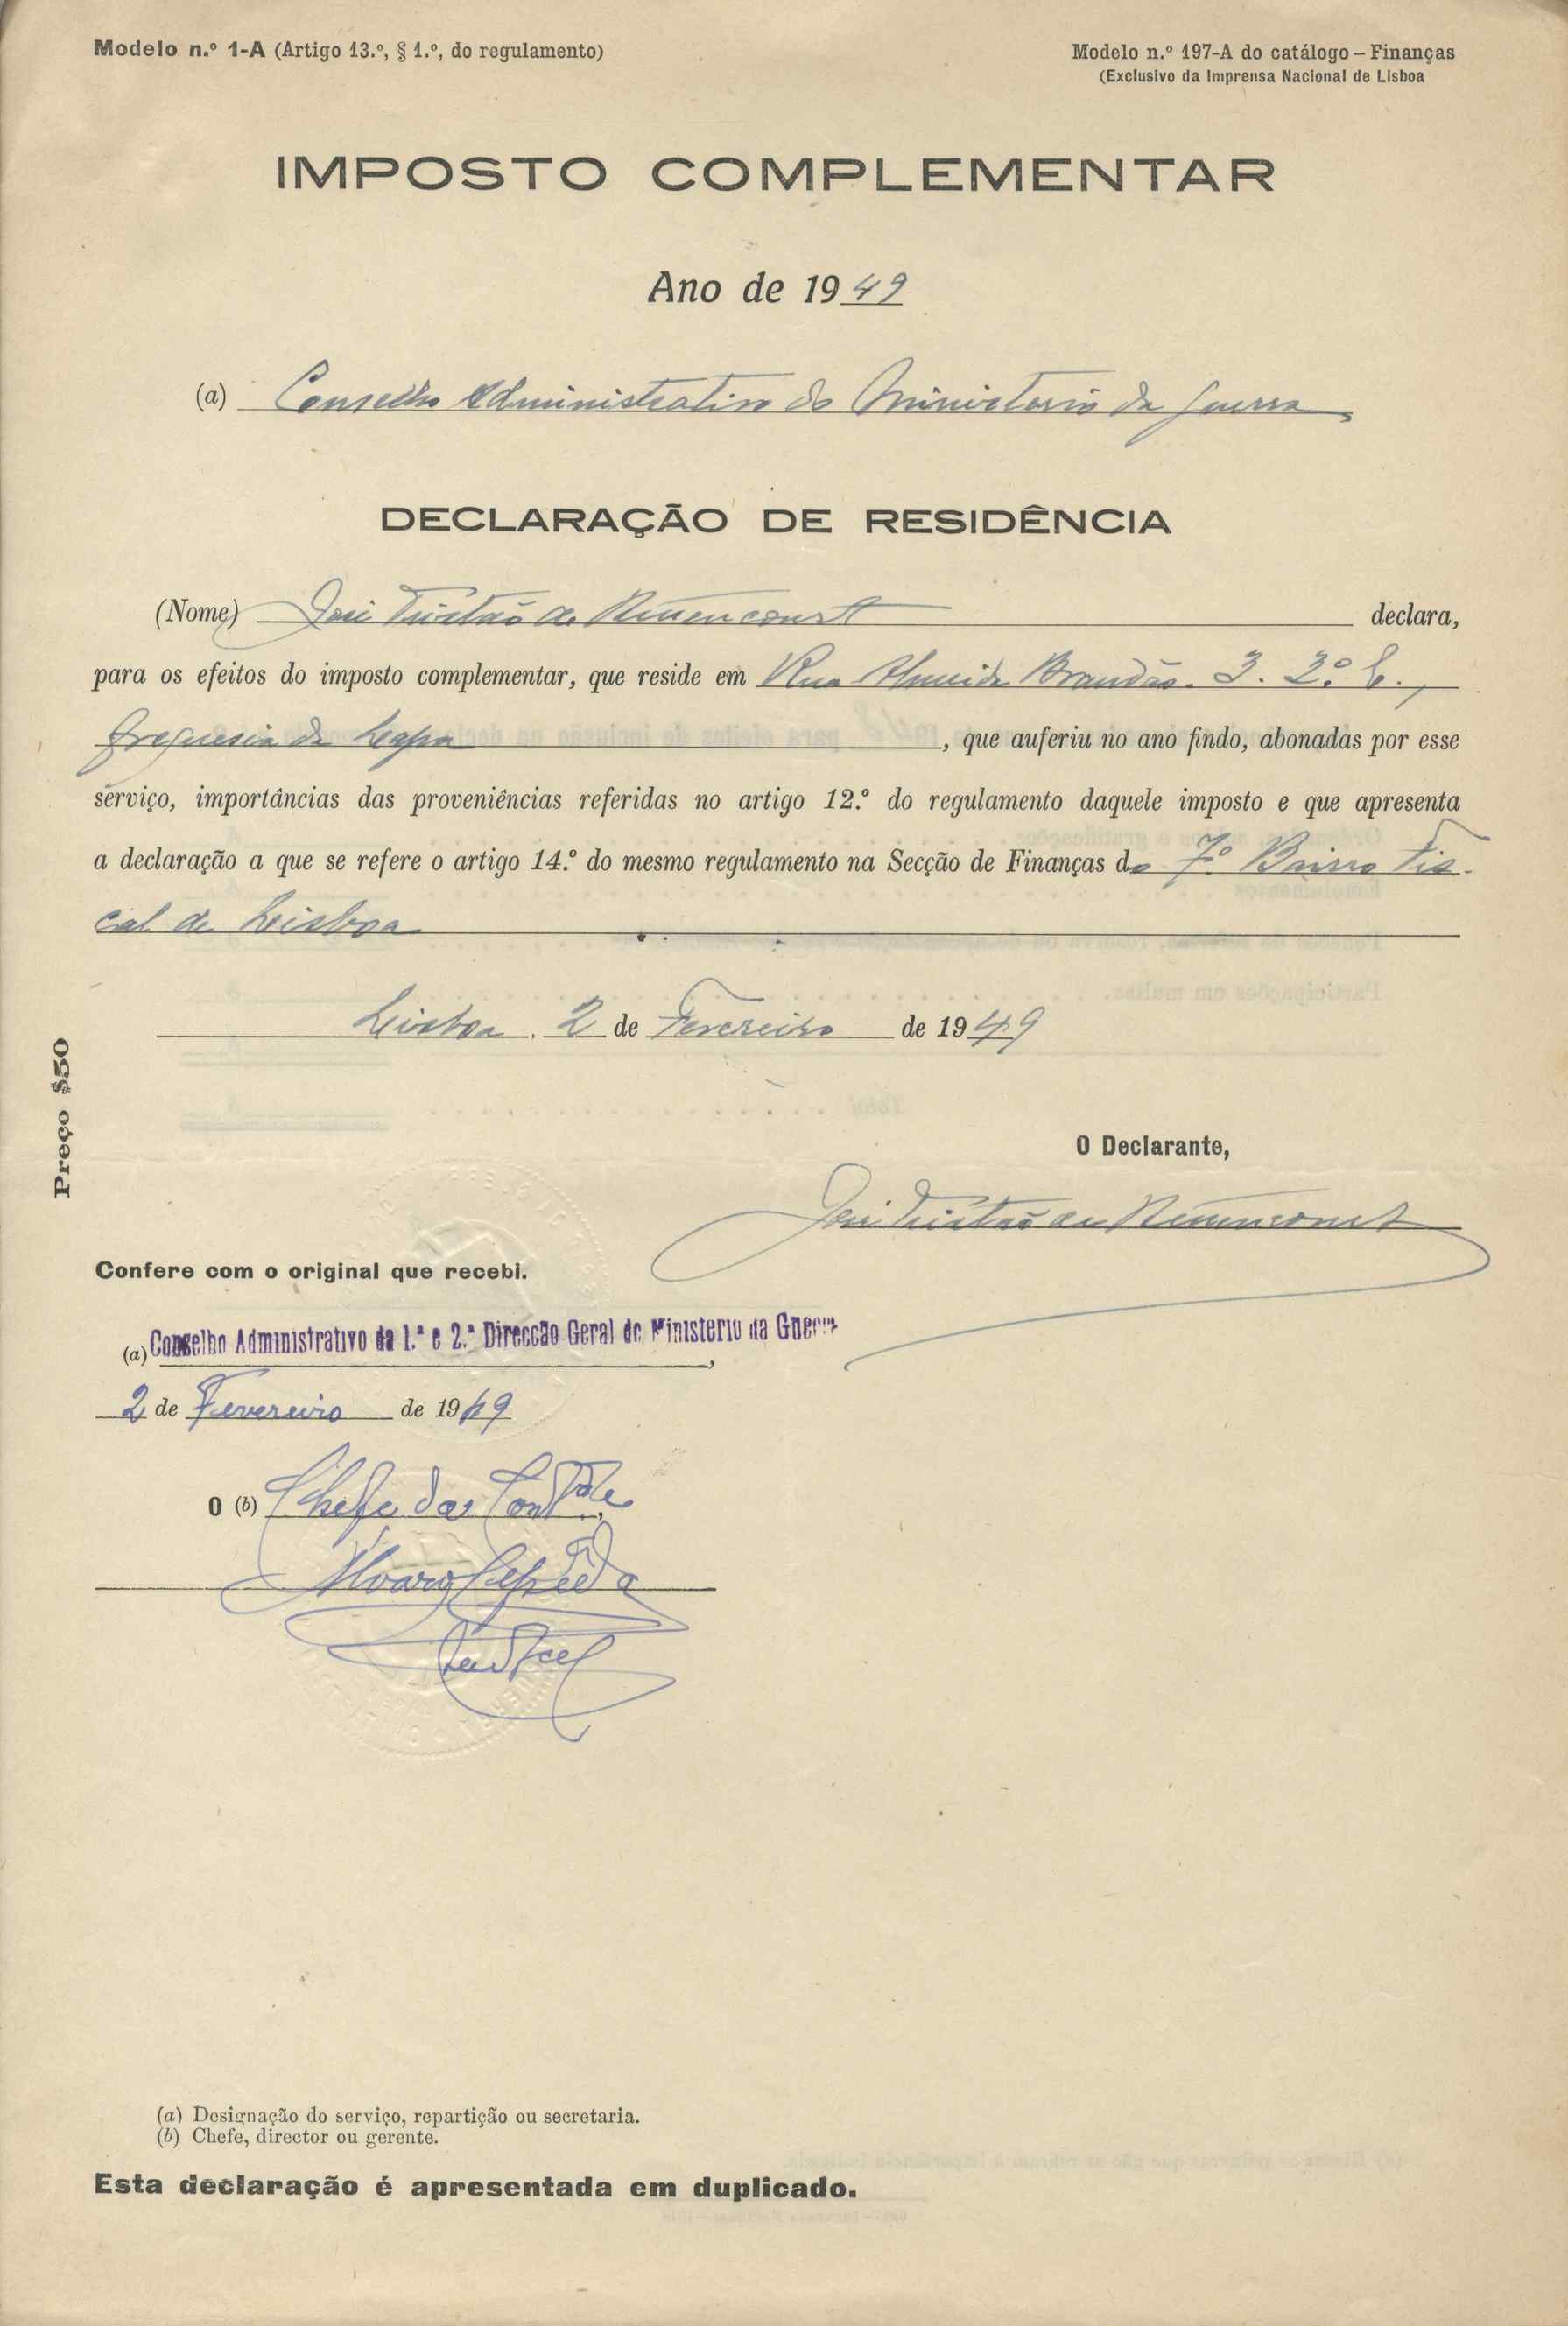 Modelo n.º 1-A (Artigo 13.º, § 1.º, do regulamento)
Modelo n.º 197-A do catálogo – Finanças
(Exclusivo da Imprensa Nacional de Lisboa
IMPOSTO COMPLEMENTAR
Ano de 1949
(a) Conselho Administrativo do Ministerio da Guerra
DECLARAÇÃO DE RESIDÊNCIA
(Nome) José Tristão de Bettencourt declara,
para os efeitos do imposto complementar, que reside em Rua Almeida Brandão. 3. 2.º E.,
freguesia da Lapa, que auferiu no ano findo, abonadas por esse
serviço, importâncias das proveniências referidas no artigo 12.º do regulamento daquele imposto e que apresenta
a declaração a que se refere o artigo 14.º do mesmo regulamento na Secção de Finanças do 7.º Bairro Fis-
cal de Lisboa
Lisboa, 2 de Fevereiro de 1949
Preço $50
O Declarante,
José Tristão de Bettencourt
Confere com o original que recebi.
(a) Conselho Administrativo da 1.ª e 2.ª Direccão Geral do Ministerio da Guerra,
2 de Fevereiro de 1949
O (b) Chefe da Contde,
Alvaro Cepêda
(a) Designação do serviço, repartição ou secretaria.
(b) Chefe, director ou gerente.
Esta declaração é apresentada em duplicado.